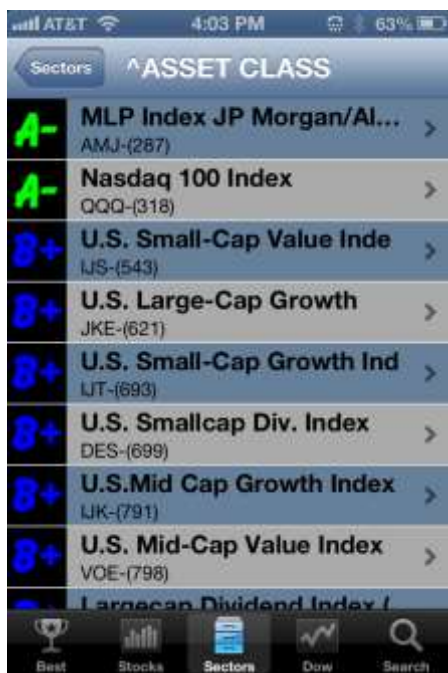 AT&T 4:03 PM 63%
Sectors ^ASSET CLASS
A- MLP Index JP Morgan/Al...
AMJ-(287)
A- Nasdaq 100 Index
QQQ-(318)
B+ U.S. Small-Cap Value Inde
IJS-(543)
B+ U.S. Large-Cap Growth
JKE-(621)
B+ U.S. Small-Cap Growth Ind
IJT-(693)
B+ U.S. Smallcap Div. Index
DES-(699)
B+ U.S.Mid Cap Growth Index
IJK-(791)
B+ U.S. Mid-Cap Value Index
VOE-(798)
B+ Largecap Dividend Index (
Best Stocks Sectors Dow Search